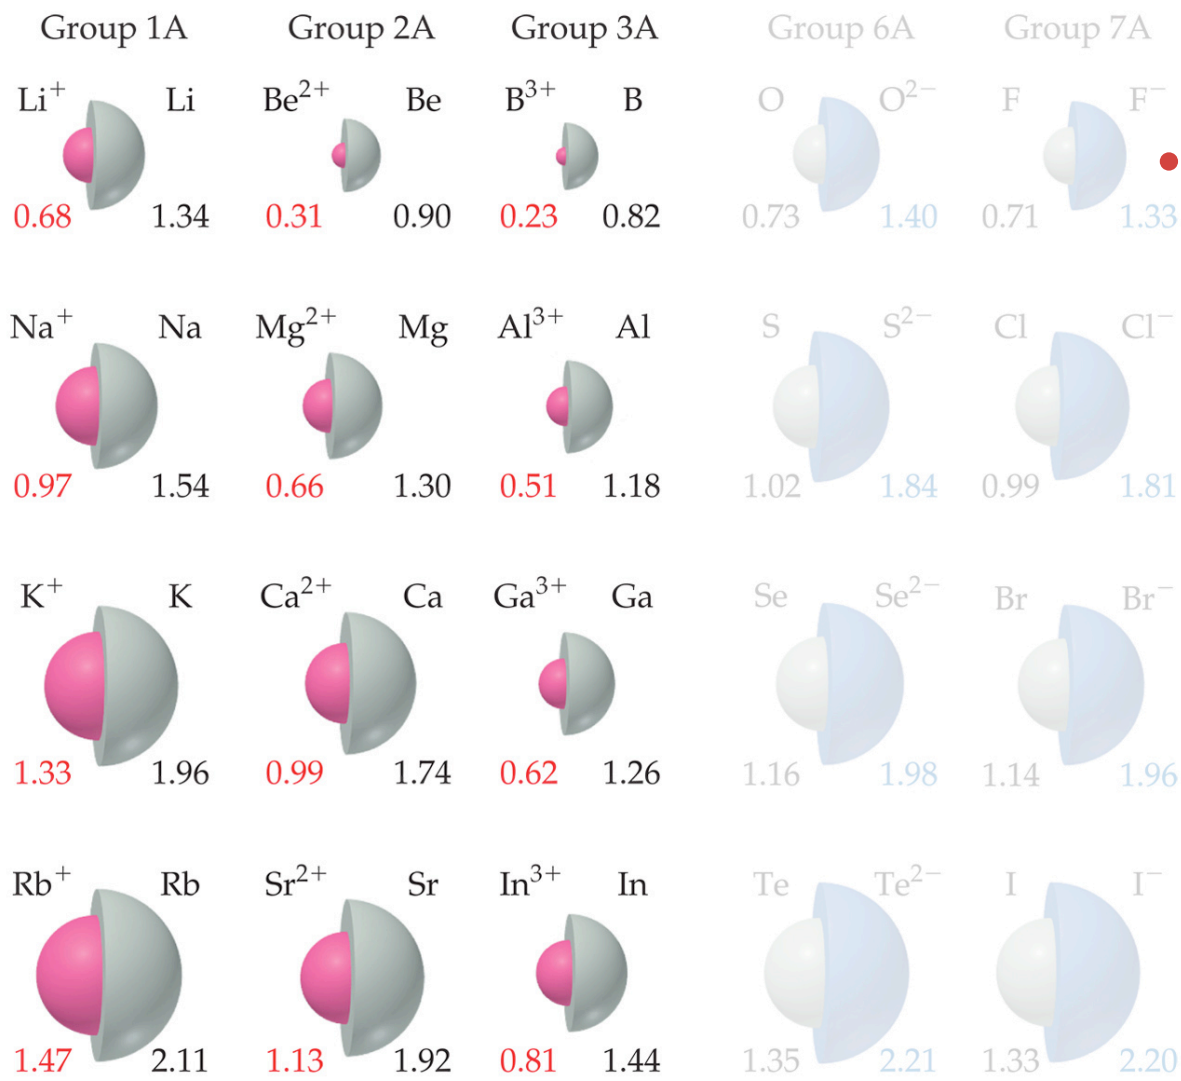 Group 1A Group 2A Group 3A Group 6A Group 7A
Li⁺ Li Be²⁺ Be B³⁺ B O O²⁻ F F⁻
0.68 1.34 0.31 0.90 0.23 0.82 0.73 1.40 0.71 1.33
Na⁺ Na Mg²⁺ Mg Al³⁺ Al S S²⁻ Cl Cl⁻
0.97 1.54 0.66 1.30 0.51 1.18 1.02 1.84 0.99 1.81
K⁺ K Ca²⁺ Ca Ga³⁺ Ga Se Se²⁻ Br Br⁻
1.33 1.96 0.99 1.74 0.62 1.26 1.16 1.98 1.14 1.96
Rb⁺ Rb Sr²⁺ Sr In³⁺ In Te Te²⁻ I I⁻
1.47 2.11 1.13 1.92 0.81 1.44 1.35 2.21 1.33 2.20